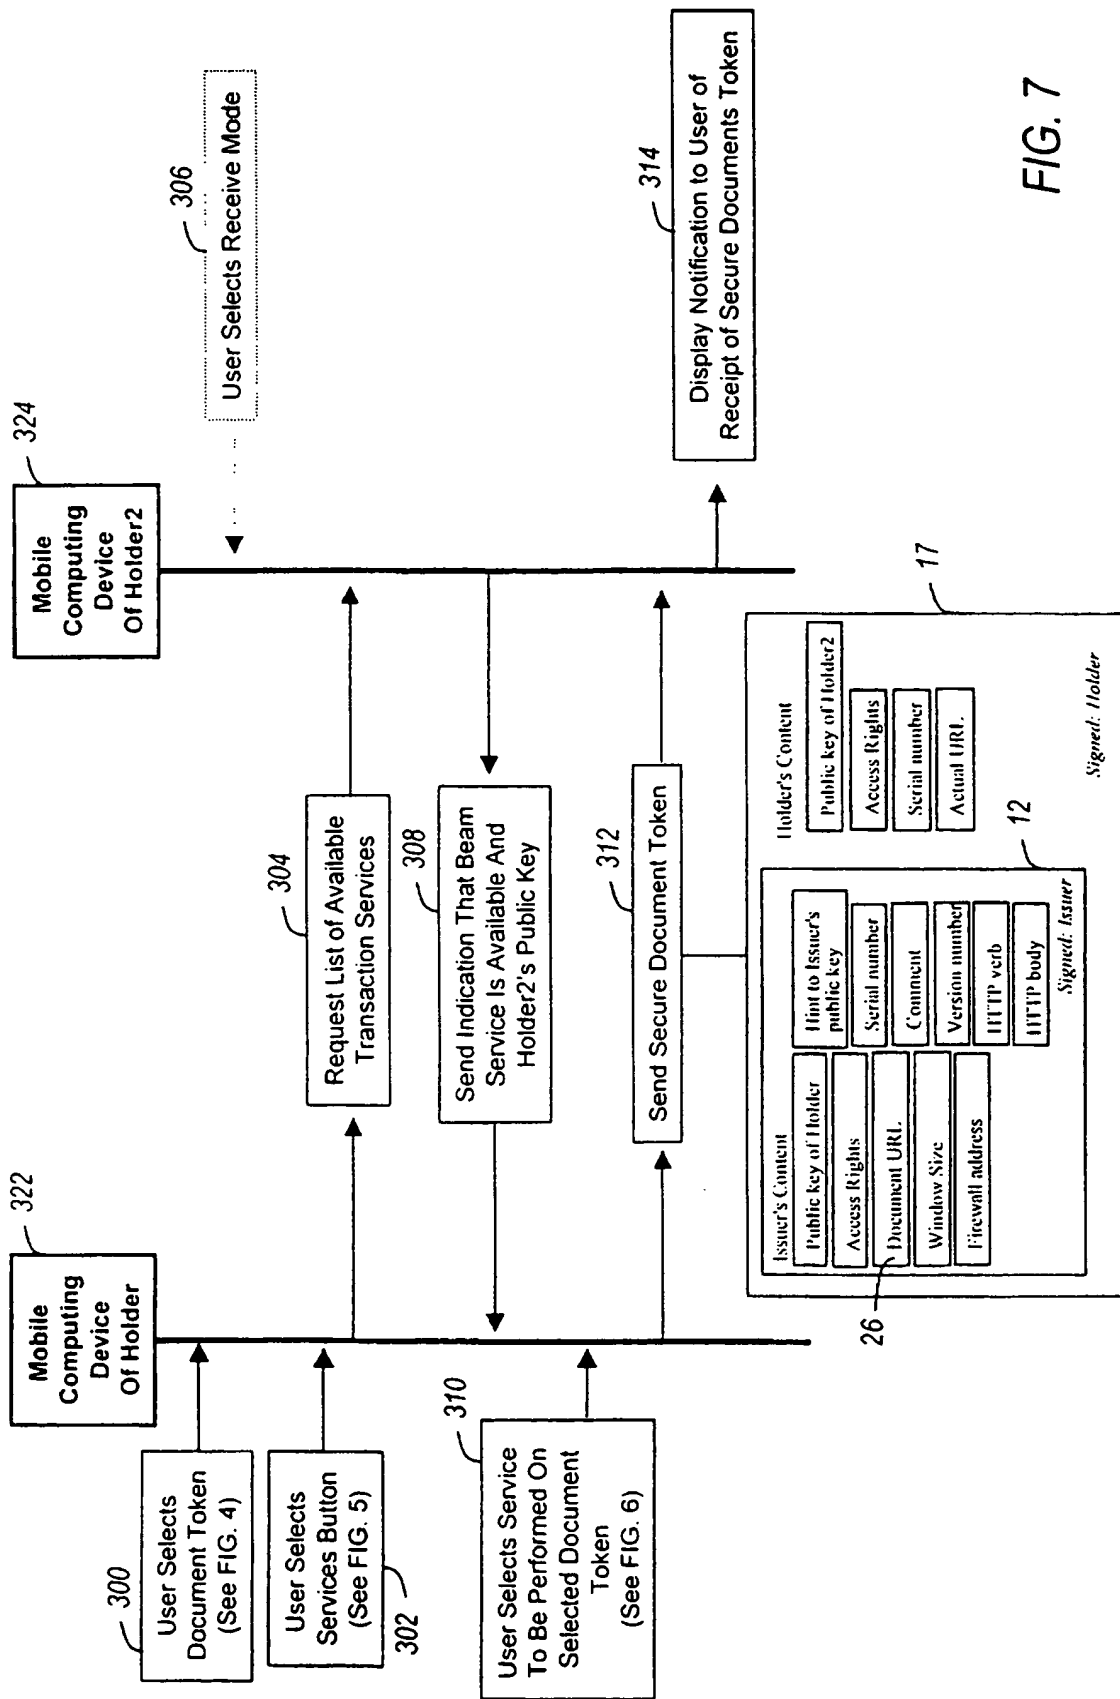 322
Mobile
Computing
Device
Of Holder
324
Mobile
Computing
Device
Of Holder2
300
User Selects
Document Token
(See FIG. 4)
306
User Selects Receive Mode
User Selects
Services Button
(See FIG. 5)
302
304
Request List of Available
Transaction Services
308
Send Indication That Beam
Service Is Available And
Holder2's Public Key
310
User Selects Service
To Be Performed On
Selected Document
Token
(See FIG. 6)
312
Send Secure Document Token
314
Display Notification to User of
Receipt of Secure Documents Token
17
12
26
Issuer's Content
Public key of Holder
Access Rights
Document URL
Window Size
Firewall address
Hint to Issuer's
public key
Serial number
Comment
Version number
HTTP verb
HTTP body
Signed: Issuer
Holder's Content
Public key of Holder2
Access Rights
Serial number
Actual URL
Signed: Holder
FIG. 7